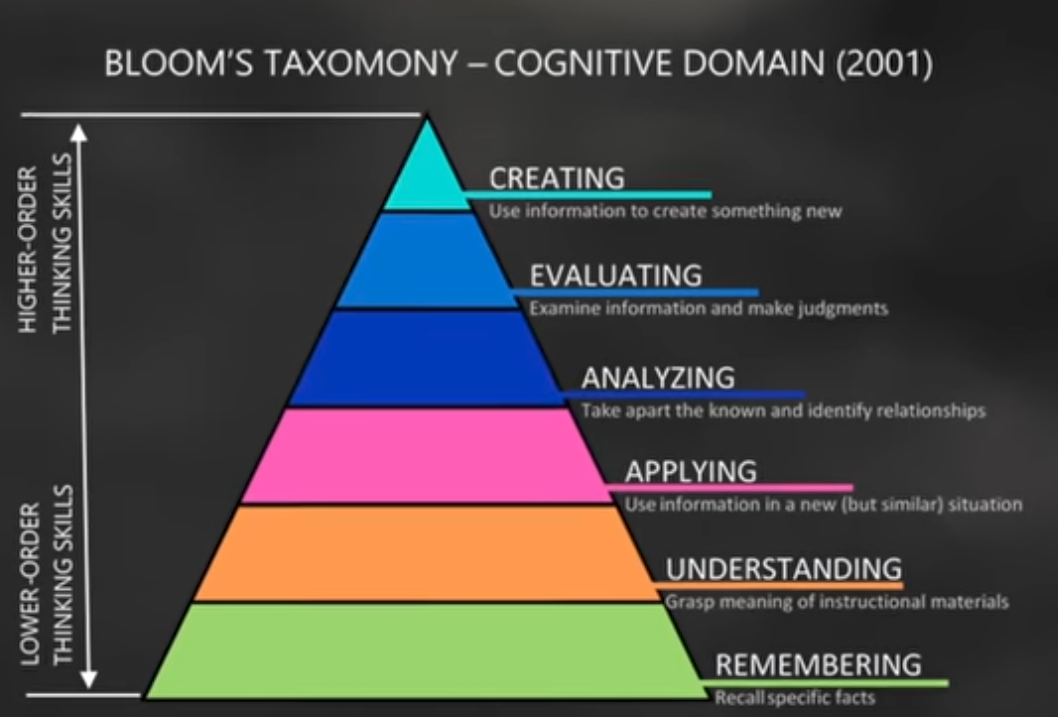 BLOOM'S TAXOMONY – COGNITIVE DOMAIN (2001)
HIGHER-ORDER
THINKING SKILLS
LOWER-ORDER
THINKING SKILLS
CREATING
Use information to create something new
EVALUATING
Examine information and make judgments
ANALYZING
Take apart the known and identify relationships
APPLYING
Use information in a new (but similar) situation
UNDERSTANDING
Grasp meaning of instructional materials
REMEMBERING
Recall specific facts